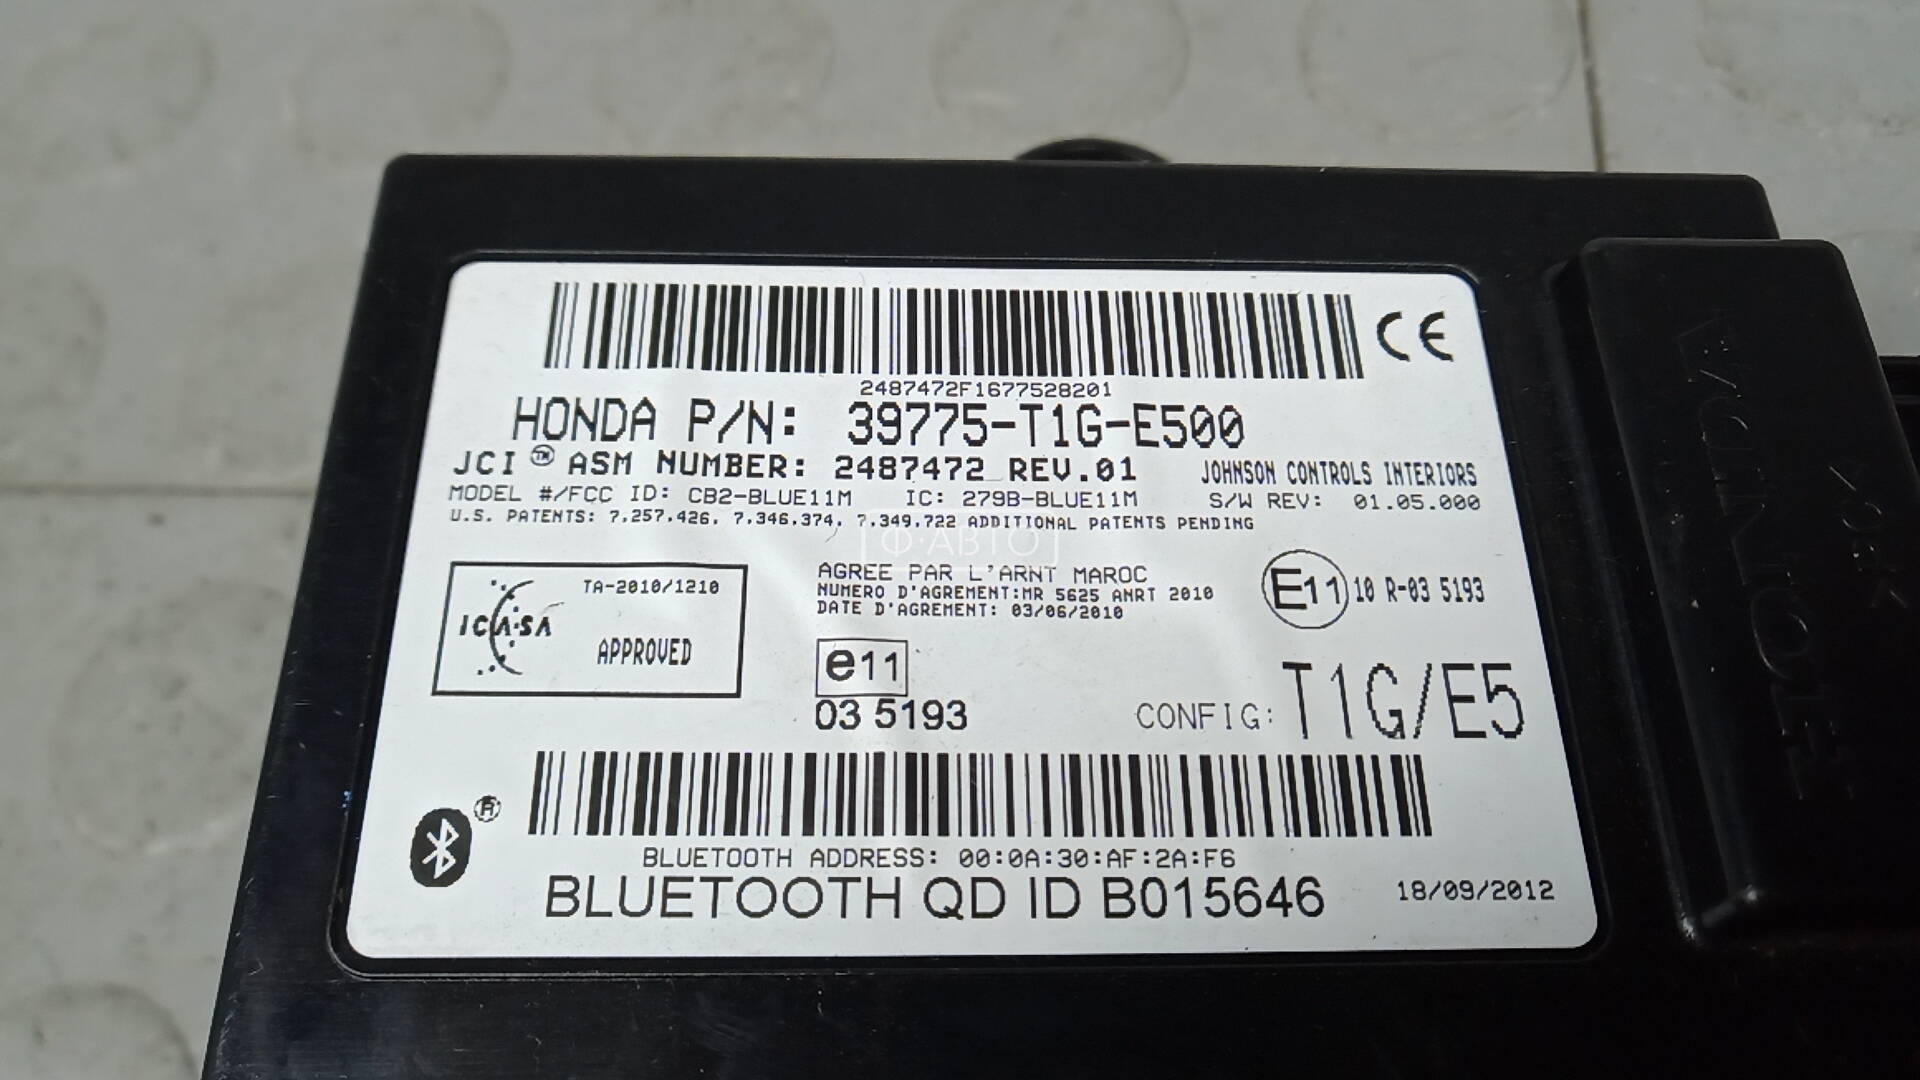 2487472F1677528201
CE
HONDA P/N: 39775-T1G-E500
JCI ™ ASM NUMBER: 2487472 REV.01 JOHNSON CONTROLS INTERIORS
MODEL #/FCC ID: CB2-BLUE11M IC: 279B-BLUE11M S/W REV: 01.05.000
U.S. PATENTS: 7,257,426, 7,346,374, 7,349,722 ADDITIONAL PATENTS PENDING
Ф·АВТО
TA-2010/1210
ICASA
APPROVED
AGREE PAR L'ARNT MAROC
NUMERO D'AGREMENT:MR 5625 ANRT 2010
DATE D'AGREMENT: 03/06/2010
E11 10 R-03 5193
e11
03 5193
CONFIG: T1G/E5
®
BLUETOOTH ADDRESS: 00:0A:30:AF:2A:F6
BLUETOOTH QD ID B015646
18/09/2012
HONDA